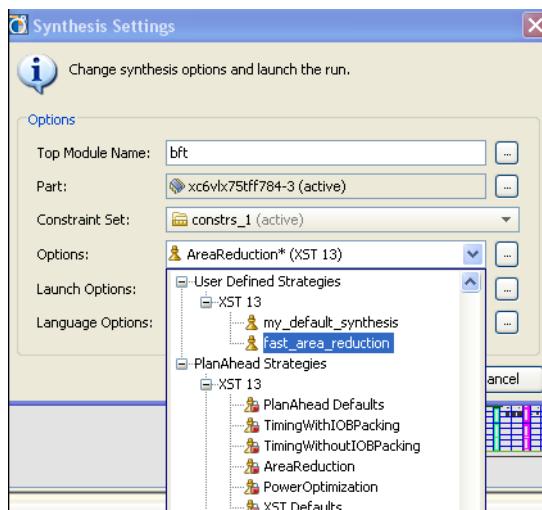 Synthesis Settings
Change synthesis options and launch the run.
Options
Top Module Name: bft ...
Part: xc6vlx75tff784-3 (active) ...
Constraint Set: constrs_1 (active)
Options: AreaReduction* (XST 13) ...
Launch Options: ...
Language Options: ...
User Defined Strategies
XST 13
my_default_synthesis
fast_area_reduction
PlanAhead Strategies
XST 13
PlanAhead Defaults
TimingWithIOBPacking
TimingWithoutIOBPacking
AreaReduction
PowerOptimization
XST Defaults
ancel